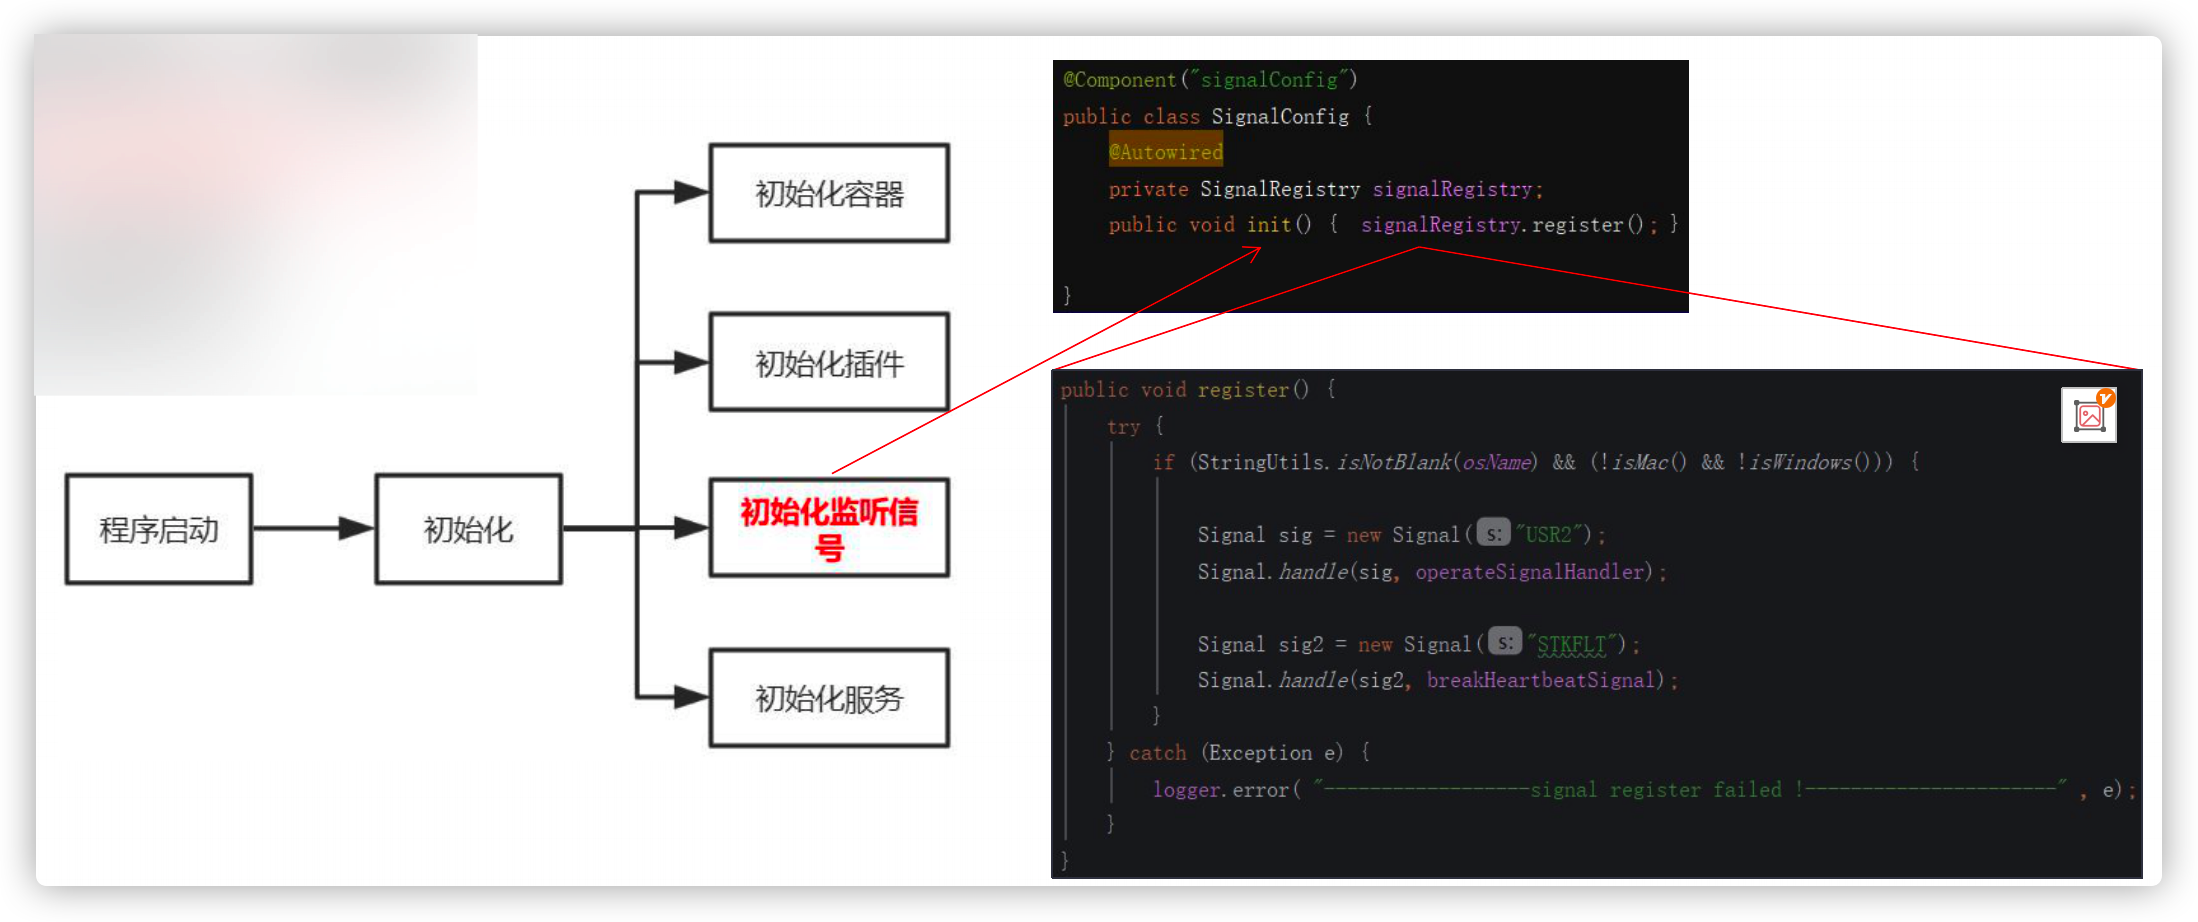 程序启动
初始化
初始化容器
初始化插件
初始化监听信
号
初始化服务
@Component("signalConfig")
public class SignalConfig {
@Autowired
private SignalRegistry signalRegistry;
public void init() { signalRegistry.register(); }
}
public void register() {
try {
if (StringUtils.isNotBlank(osName) && (!isMac() && !isWindows())) {
Signal sig = new Signal( s: "USR2");
Signal.handle(sig, operateSignalHandler);
Signal sig2 = new Signal( s: "STKFLT");
Signal.handle(sig2, breakHeartbeatSignal);
}
} catch (Exception e) {
logger.error( "------------------signal register failed !----------------------" , e);
}
}